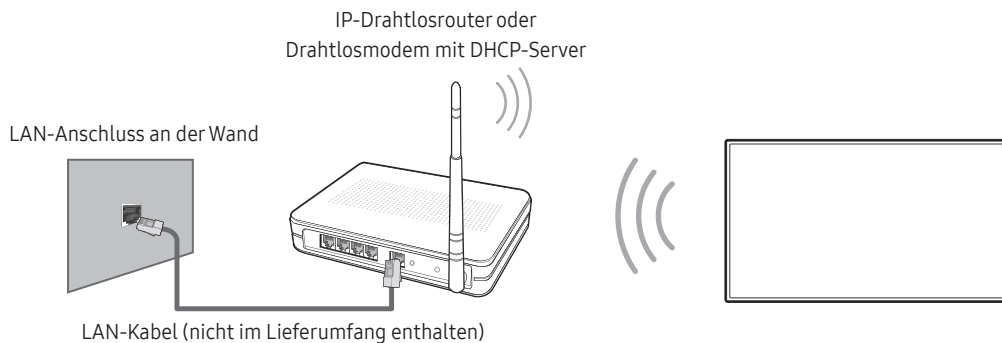 IP-Drahtlosrouter oder
Drahtlosmodem mit DHCP-Server
LAN-Anschluss an der Wand
LAN-Kabel (nicht im Lieferumfang enthalten)